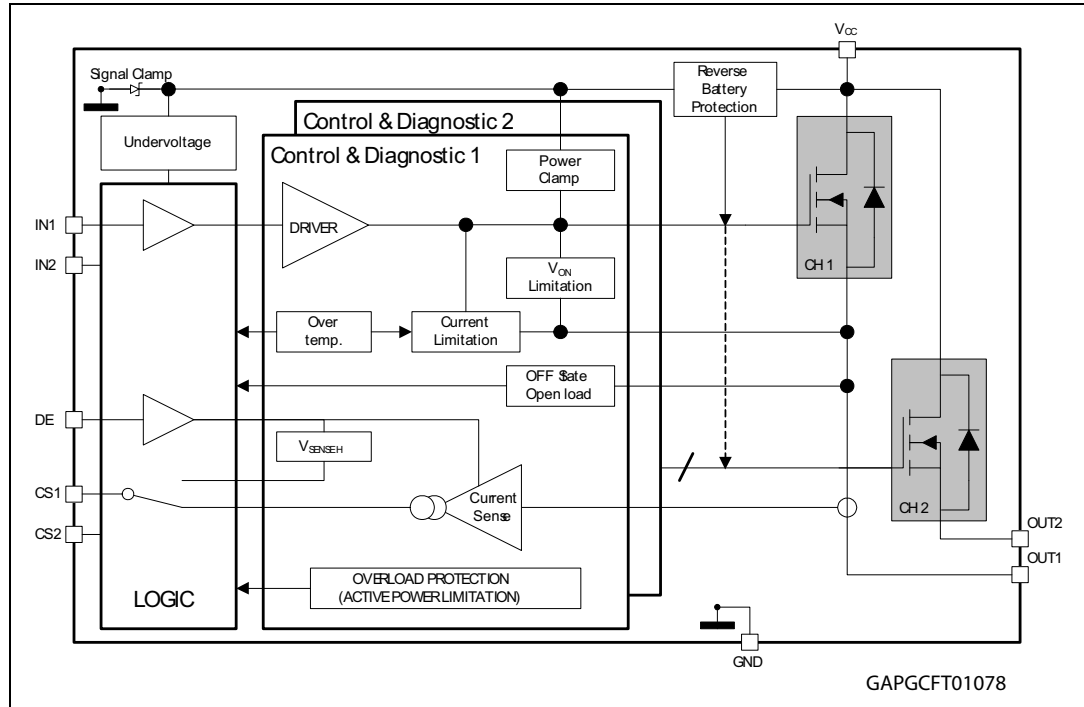 VCC
Signal Clamp
Reverse
Battery
Protection
Undervoltage
Control & Diagnostic 2
Control & Diagnostic 1
Power
Clamp
IN1
DRIVER
IN2
CH 1
VON
Limitation
Over
temp.
Current
Limitation
OFF State
Open load
DE
VSENSEH
CS1
Current
Sense
CH 2
CS2
OUT2
OUT1
OVERLOAD PROTECTION
(ACTIVE POWER LIMITATION)
LOGIC
GND
GAPGCFT01078